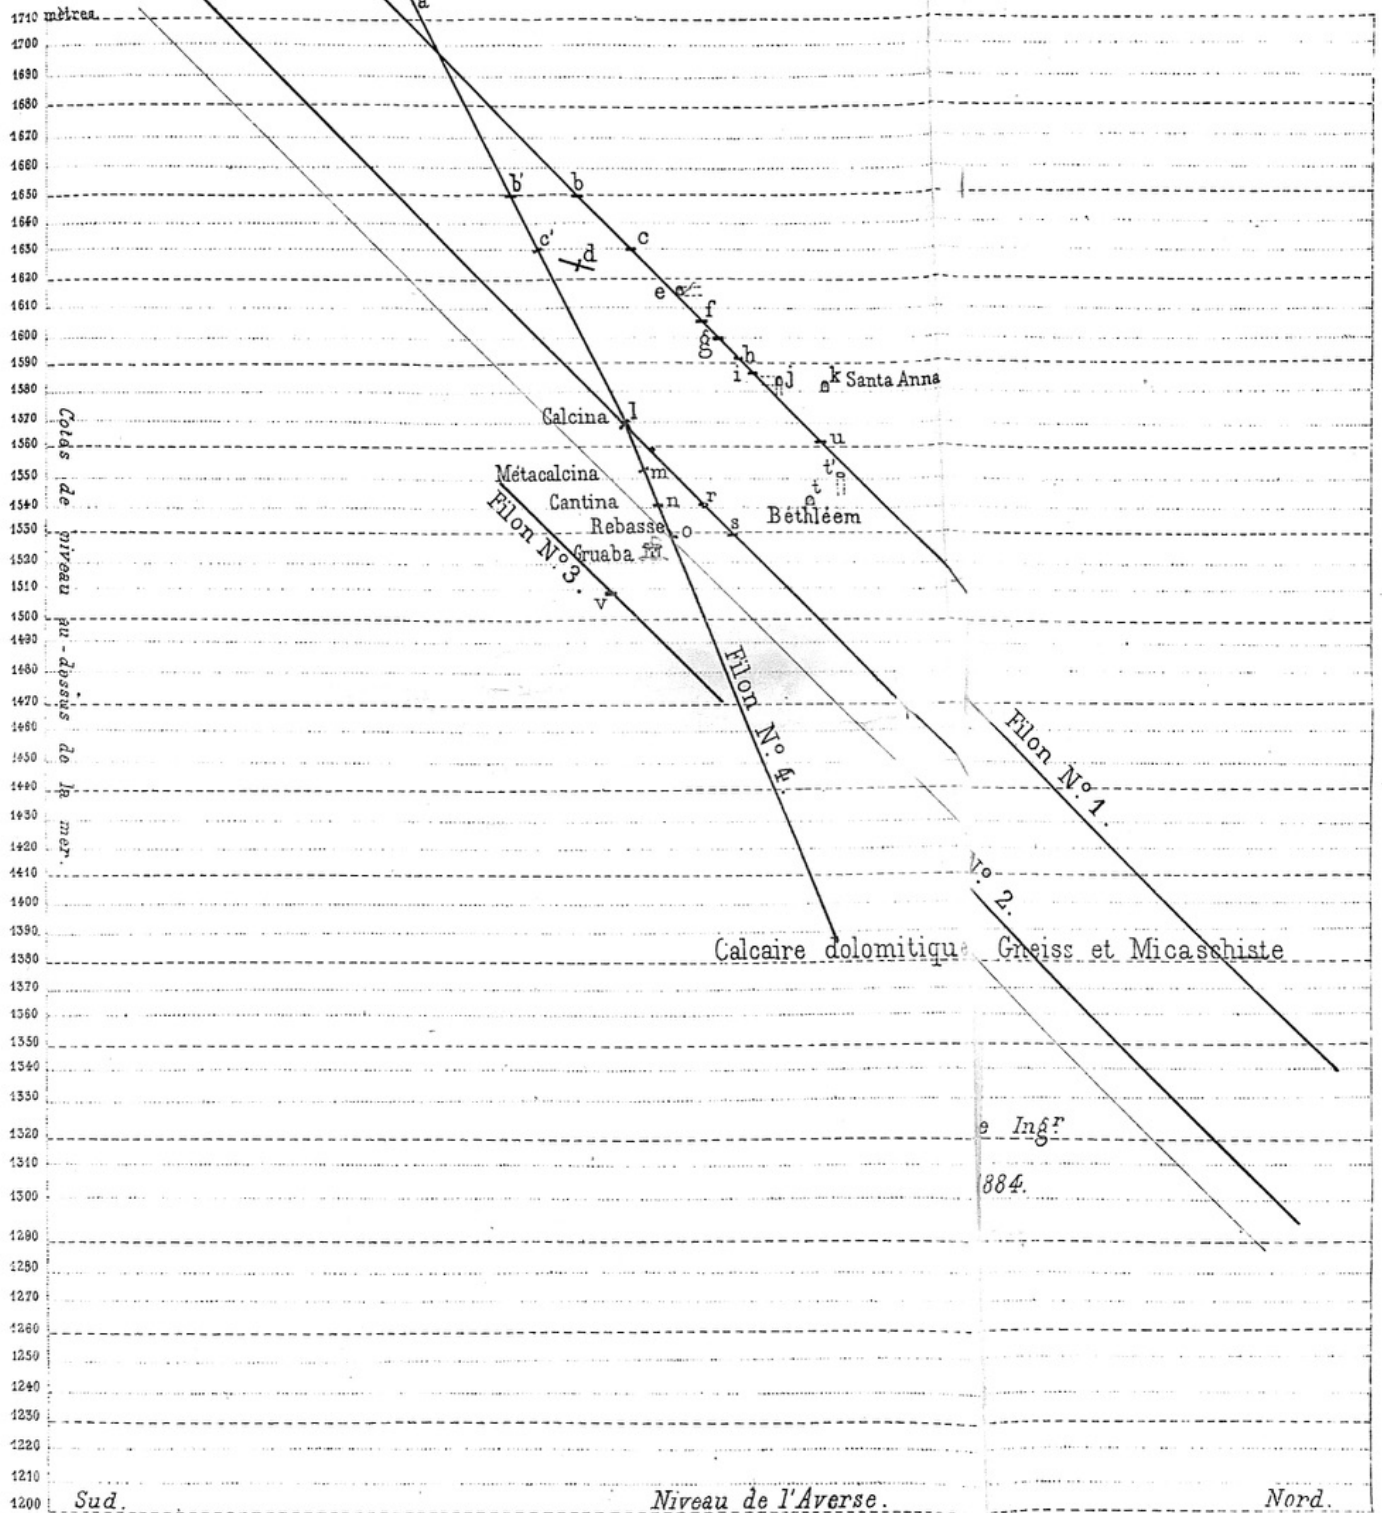 1710 mètres.
a
1700
1690
1680
1670
1660
b' b
1650
1640
c' c
1630
d
1620
e
1610
f
1600
g
h
1590
i j k Santa Anna
1580
1570
Calcina l
1560
u
1550
Métacalcina m t'
1540
Cantina n r t
Béthléem
1530
Rebasse o s
1520
Gruaba
1510
v
1500
1490
1480
1470
1460
1450
1440
1430
1420
1410
1400
1390
1380
1370
1360
1350
1340
1330
1320
1310
1300
1290
1280
1270
1260
1250
1240
1230
1220
1210
1200
Cotes de niveau au-dessus de la mer.
Filon N.º 3.
Filon N.º 4.
Filon N.º 1.
N.º 2.
Calcaire dolomitique Gneiss et Micaschiste
e Ing.r
884.
Sud. Niveau de l'Averse. Nord.